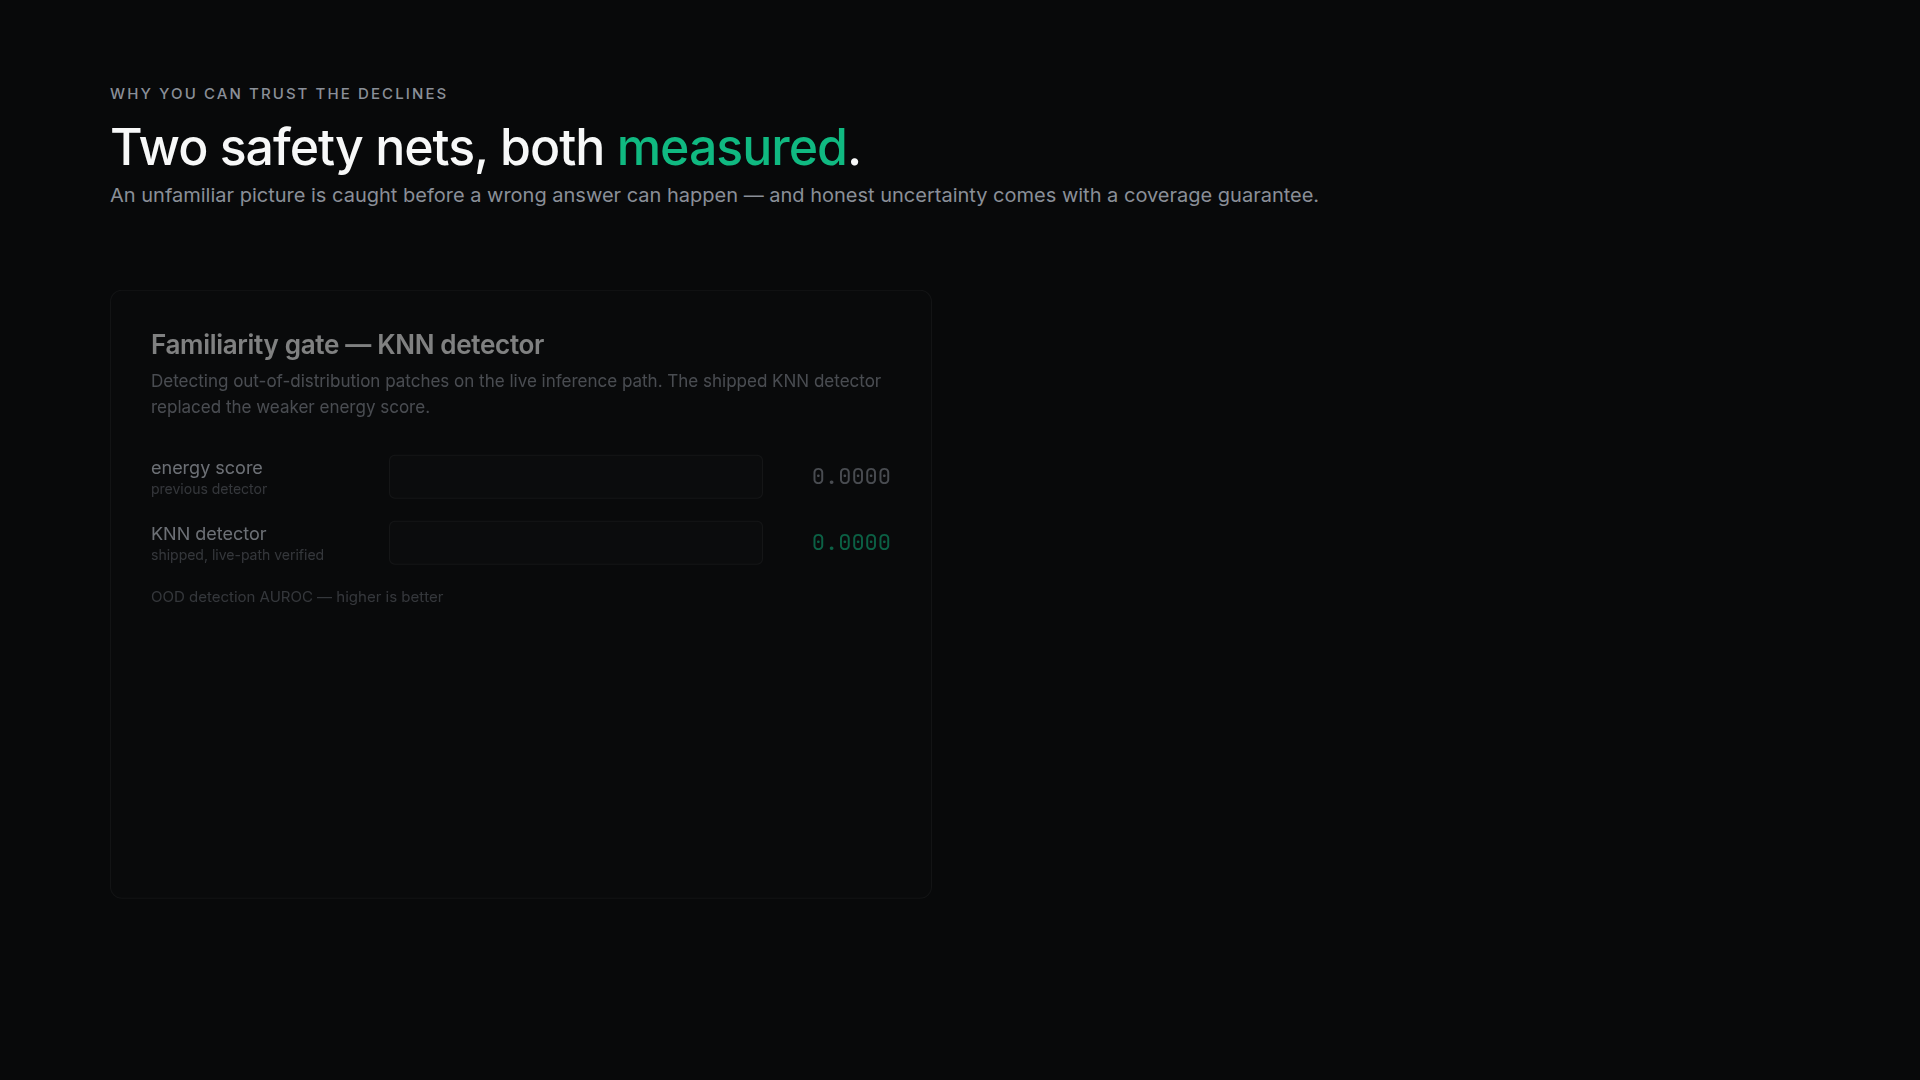 WHY YOU CAN TRUST THE DECLINES
Two safety nets, both measured.
An unfamiliar picture is caught before a wrong answer can happen — and honest uncertainty comes with a coverage guarantee.
Familiarity gate — KNN detector
Detecting out-of-distribution patches on the live inference path. The shipped KNN detector
replaced the weaker energy score.
energy score
previous detector
0.0000
KNN detector
shipped, live-path verified
0.0000
OOD detection AUROC — higher is better